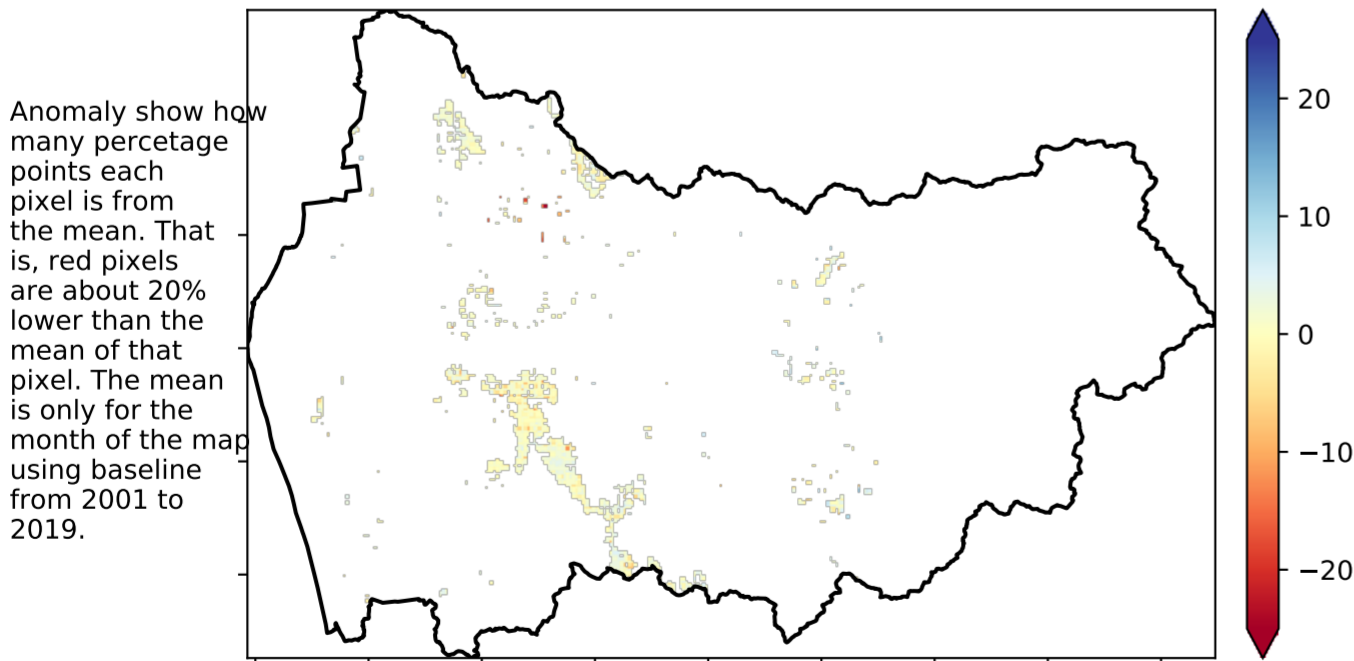 Anomaly show how
many percetage
points each
pixel is from
the mean. That
is, red pixels
are about 20%
lower than the
mean of that
pixel. The mean
is only for the
month of the map
using baseline
from 2001 to
2019.
20
10
0
−10
−20